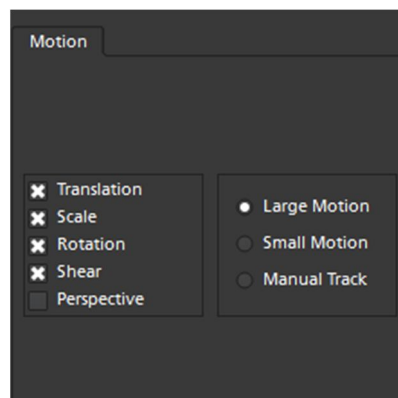 Motion
Translation
Scale
Rotation
Shear
Perspective
Large Motion
Small Motion
Manual Track